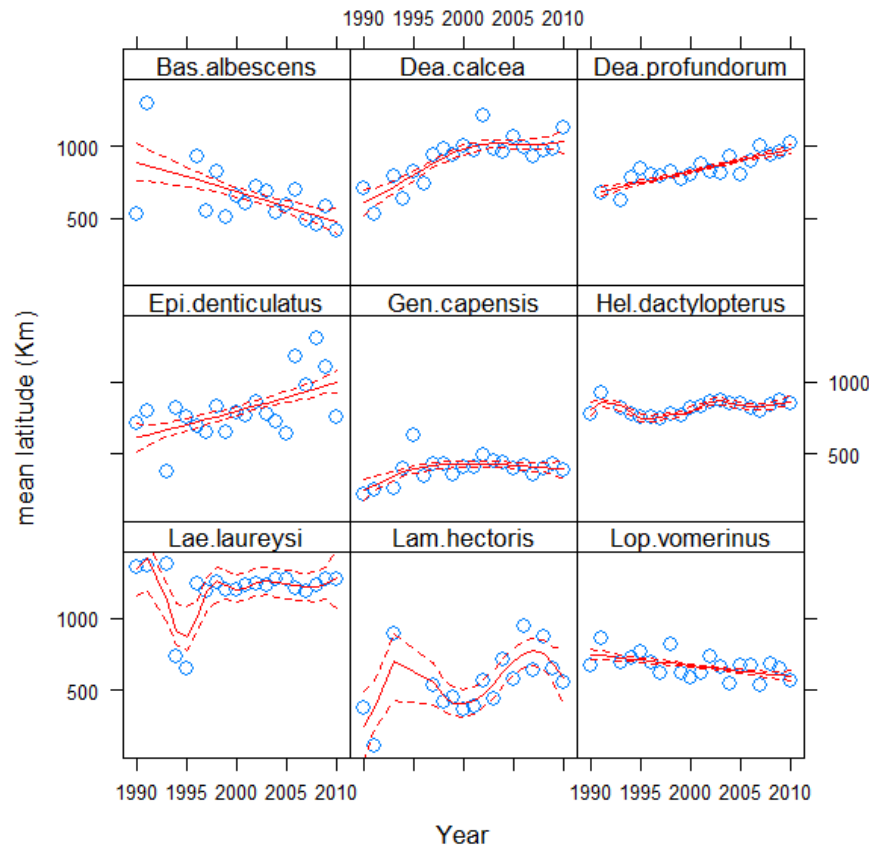 1990 1995 2000 2005 2010
Bas.albescens Dea.calcea Dea.profundorum
1000
500
Epi.denticulatus Gen.capensis Hel.dactylopterus
1000
500
mean latitude (Km)
Lae.laureysi Lam.hectoris Lop.vomerinus
1000
500
1990 1995 2000 2005 2010 1990 1995 2000 2005 2010
Year